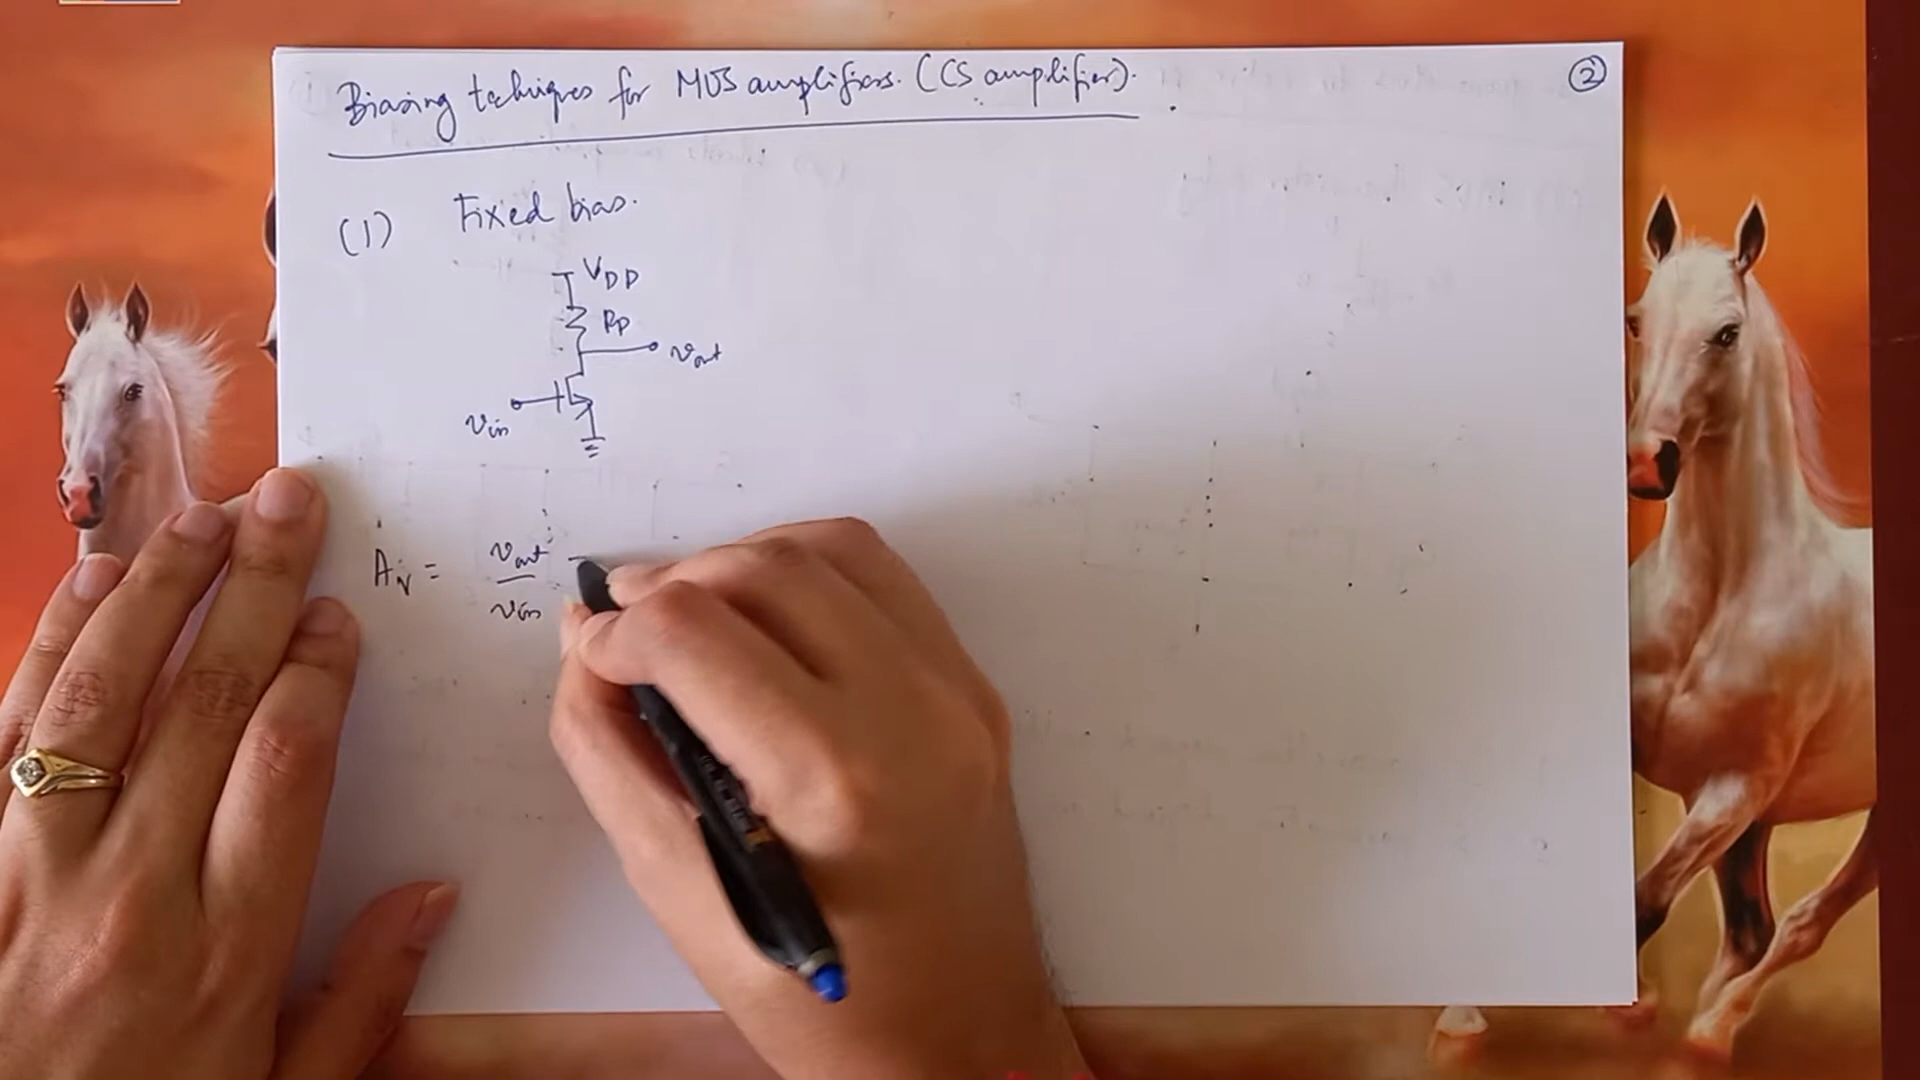 Biasing techniques for MOS amplifiers. (CS amplifier).
2
(1) Fixed bias.
VDD
RD
vout
vin
Av = vout
vin